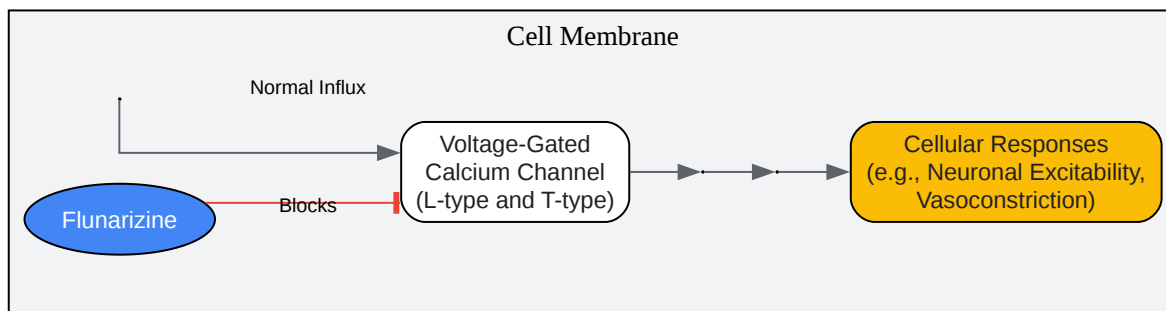 Cell Membrane
Normal Influx
Voltage-Gated
Calcium Channel
(L-type and T-type)
Cellular Responses
(e.g., Neuronal Excitability,
Vasoconstriction)
Flunarizine
Blocks